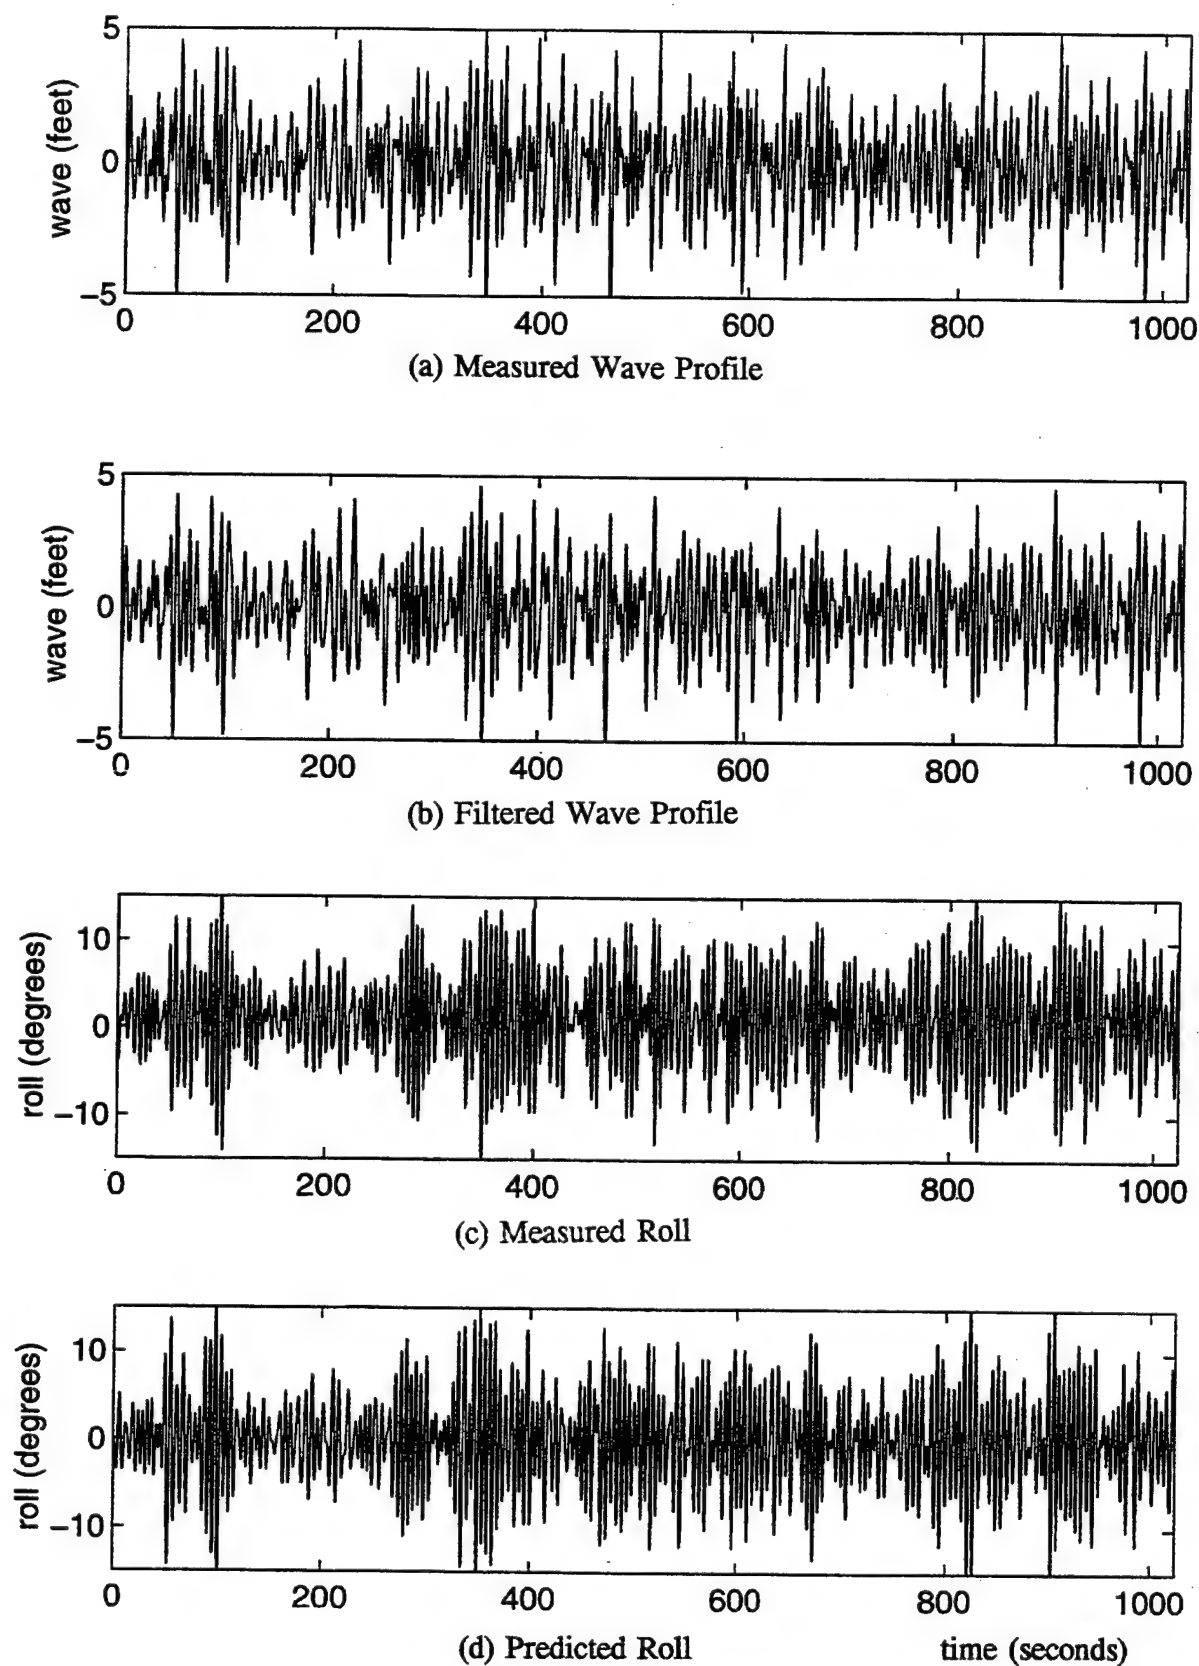 5
0
−5
wave (feet)
0 200 400 600 800 1000
(a) Measured Wave Profile
5
0
−5
wave (feet)
0 200 400 600 800 1000
(b) Filtered Wave Profile
10
0
−10
roll (degrees)
0 200 400 600 800 1000
(c) Measured Roll
10
0
−10
roll (degrees)
0 200 400 600 800 1000
(d) Predicted Roll time (seconds)